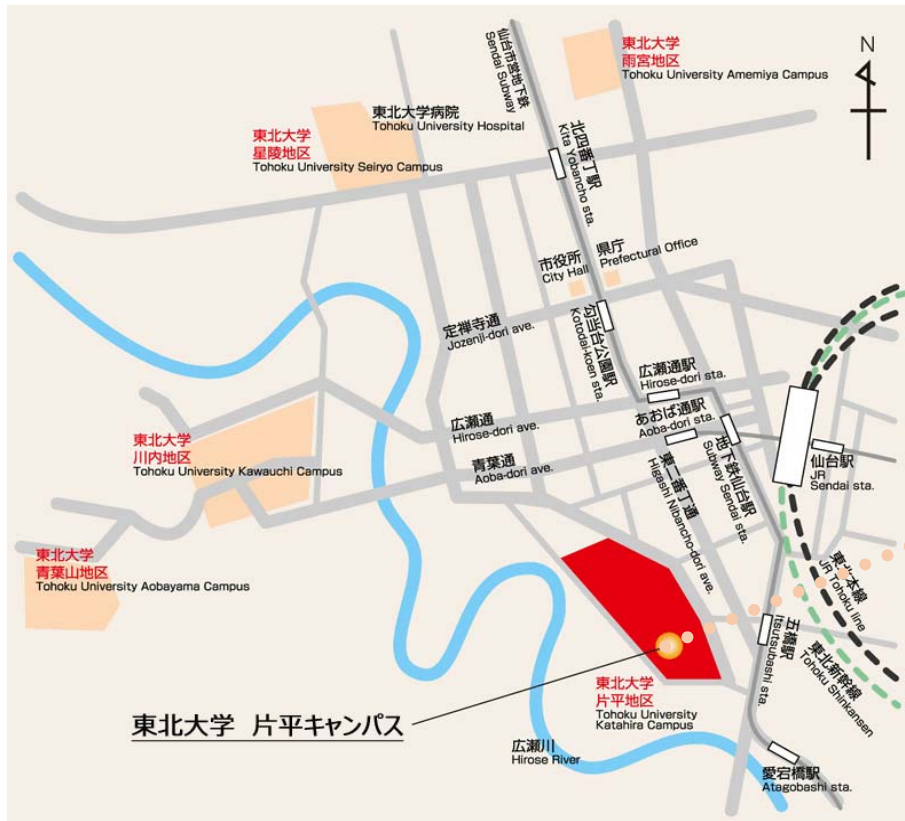 東北大学
雨宮地区
Tohoku University Amemiya Campus
N
仙台市営地下鉄
Sendai Subway
東北大学病院
Tohoku University Hospital
東北大学
星陵地区
Tohoku University Seiryo Campus
北四番丁駅
Kita Yobancho sta.
市役所
City Hall
県庁
Prefectural Office
定禅寺通
Jozenji-dori ave.
勾当台公園駅
Kotodai-koen sta.
広瀬通駅
Hirose-dori sta.
広瀬通
Hirose-dori ave.
あおば通駅
Aoba-dori sta.
東北大学
川内地区
Tohoku University Kawauchi Campus
青葉通
Aoba-dori ave.
東二番丁通
Higashi Nibancho-dori ave.
地下鉄仙台駅
Subway Sendai sta.
仙台駅
JR
Sendai sta.
東北大学
青葉山地区
Tohoku University Aobayama Campus
東北本線
JR Tohoku line
五橋駅
Itsutsubashi sta.
東北新幹線
Tohoku Shinkansen
東北大学
片平地区
Tohoku University
Katahira Campus
東北大学 片平キャンパス
広瀬川
Hirose River
愛宕橋駅
Atagobashi sta.